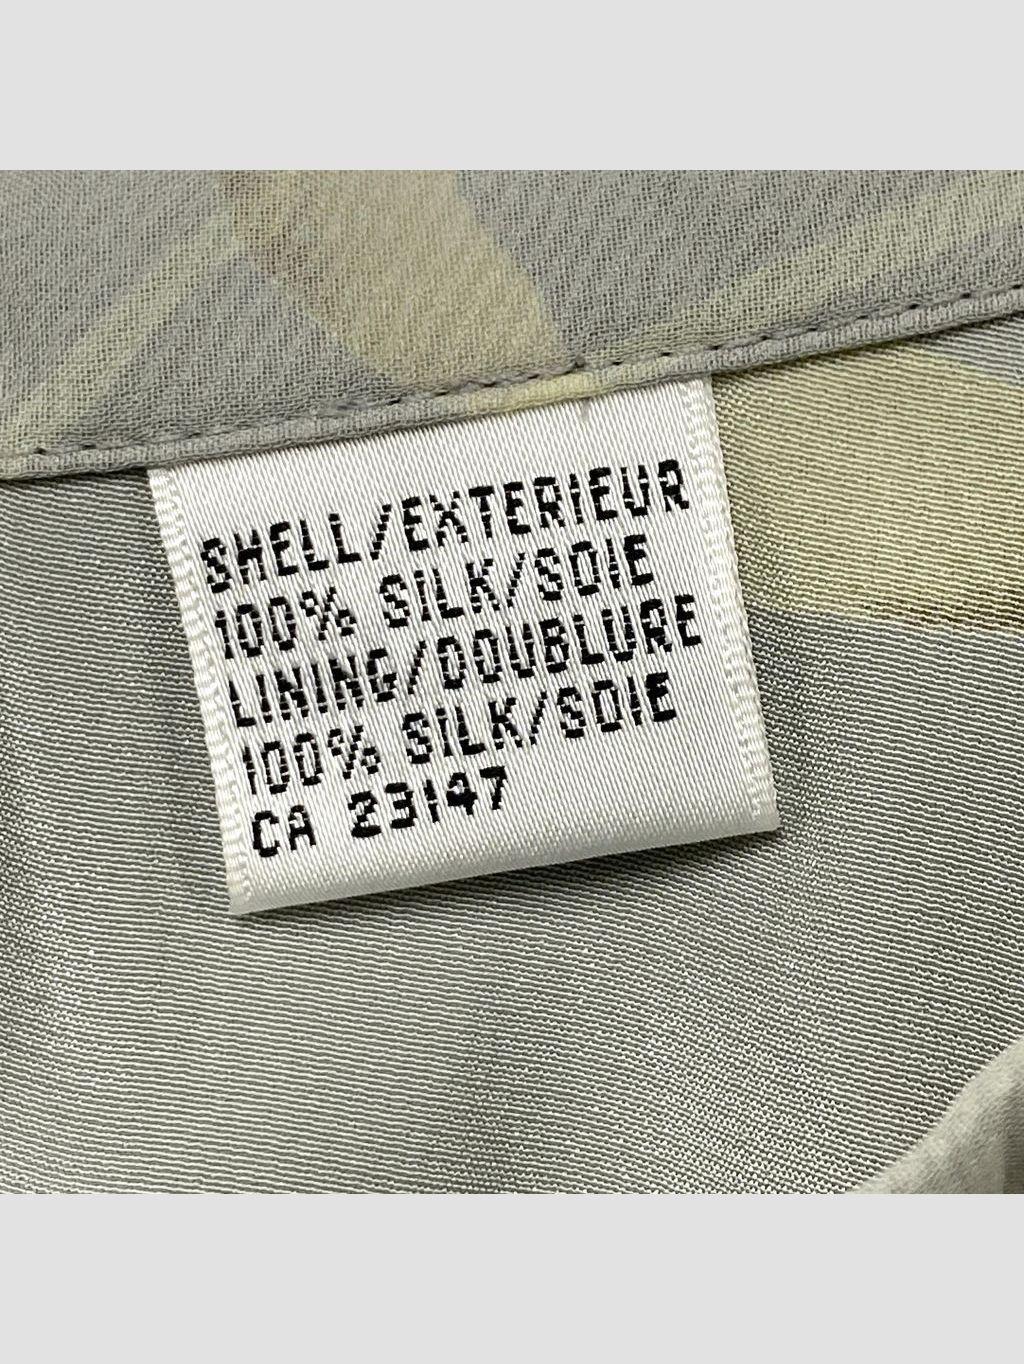 SHELL/EXTERIEUR
100% SILK/SOIE
LINING/DOUBLURE
100% SILK/SOIE
CA 23147